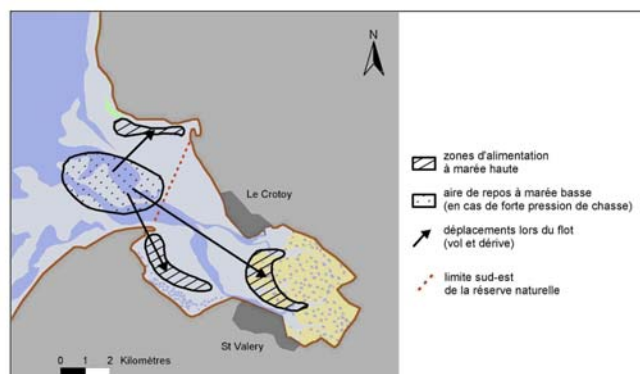 N
Le Crotoy
St Valery
0 1 2 Kilomètres
zones d'alimentation
à marée haute
aire de repos à marée basse
(en cas de forte pression de chasse)
déplacements lors du flot
(vol et dérive)
limite sud-est
de la réserve naturelle